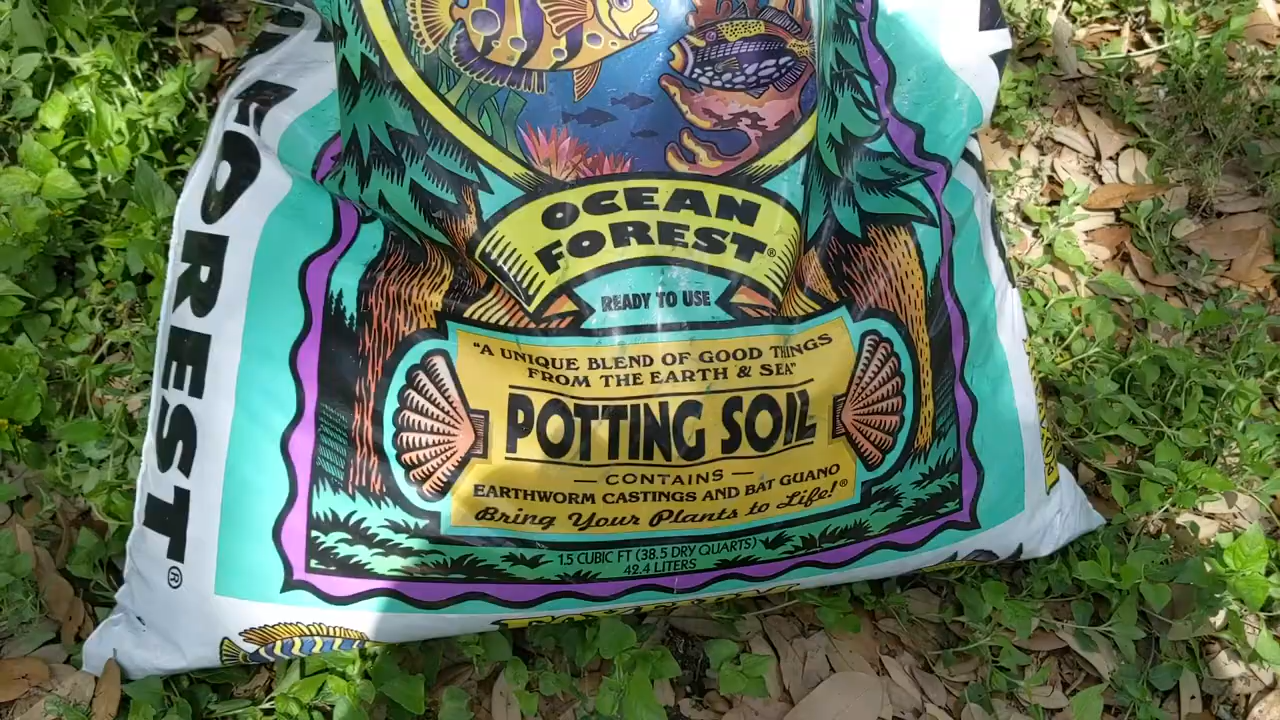 OCEAN
FOREST®
READY TO USE
"A UNIQUE BLEND OF GOOD THINGS
FROM THE EARTH & SEA"
POTTING SOIL
— CONTAINS —
EARTHWORM CASTINGS AND BAT GUANO
Bring Your Plants to Life!®
1.5 CUBIC FT (38.5 DRY QUARTS)
42.4 LITERS
FOREST®